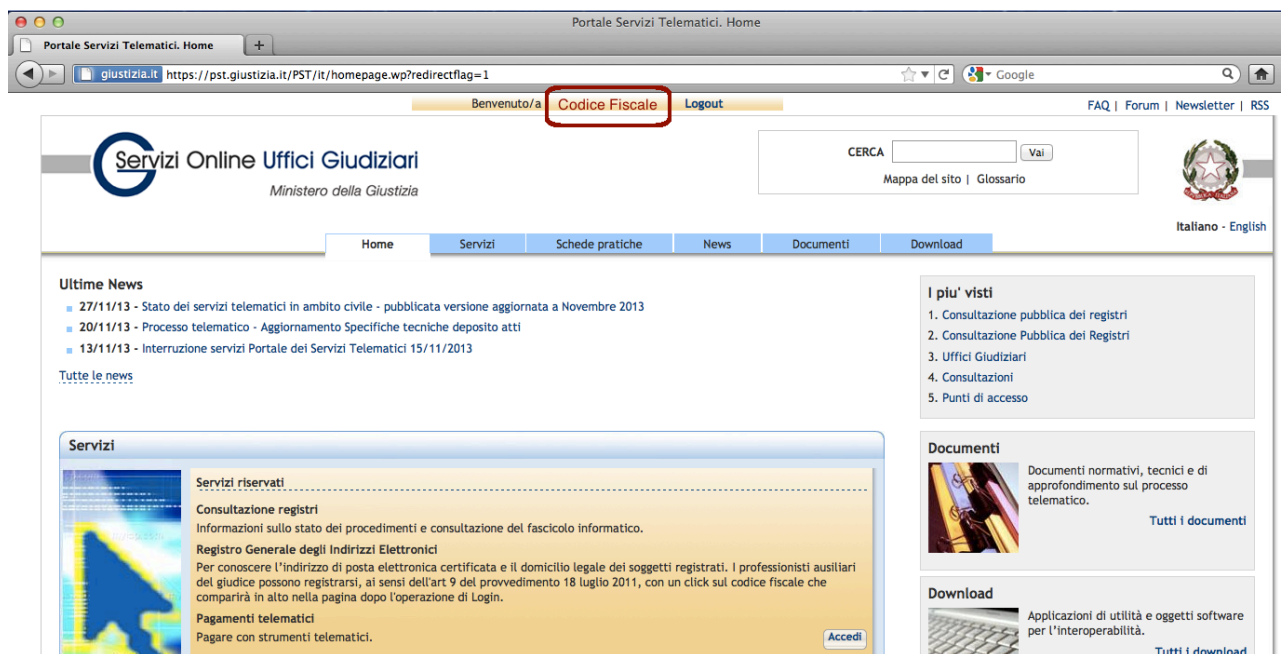 Portale Servizi Telematici. Home
Portale Servizi Telematici. Home +
giustizia.it https://pst.giustizia.it/PST/it/homepage.wp?redirectflag=1 Google
Benvenuto/a Codice Fiscale Logout
FAQ | Forum | Newsletter | RSS
Servizi Online Uffici Giudiziari
Ministero della Giustizia
CERCA Vai
Mappa del sito | Glossario
Italiano - English
Home Servizi Schede pratiche News Documenti Download
Ultime News
27/11/13 - Stato dei servizi telematici in ambito civile - pubblicata versione aggiornata a Novembre 2013
20/11/13 - Processo telematico - Aggiornamento Specifiche tecniche deposito atti
13/11/13 - Interruzione servizi Portale dei Servizi Telematici 15/11/2013
Tutte le news
I piu' visti
1. Consultazione pubblica dei registri
2. Consultazione Pubblica dei Registri
3. Uffici Giudiziari
4. Consultazioni
5. Punti di accesso
Servizi
Servizi riservati
Consultazione registri
Informazioni sullo stato dei procedimenti e consultazione del fascicolo informatico.
Registro Generale degli Indirizzi Elettronici
Per conoscere l'indirizzo di posta elettronica certificata e il domicilio legale dei soggetti registrati. I professionisti ausiliari
del giudice possono registrarsi, ai sensi dell'art 9 del provvedimento 18 luglio 2011, con un click sul codice fiscale che
comparirà in alto nella pagina dopo l'operazione di Login.
Pagamenti telematici
Pagare con strumenti telematici.
Accedi
Documenti
Documenti normativi, tecnici e di
approfondimento sul processo
telematico.
Tutti i documenti
Download
Applicazioni di utilità e oggetti software
per l'interoperabilità.
Tutti i download